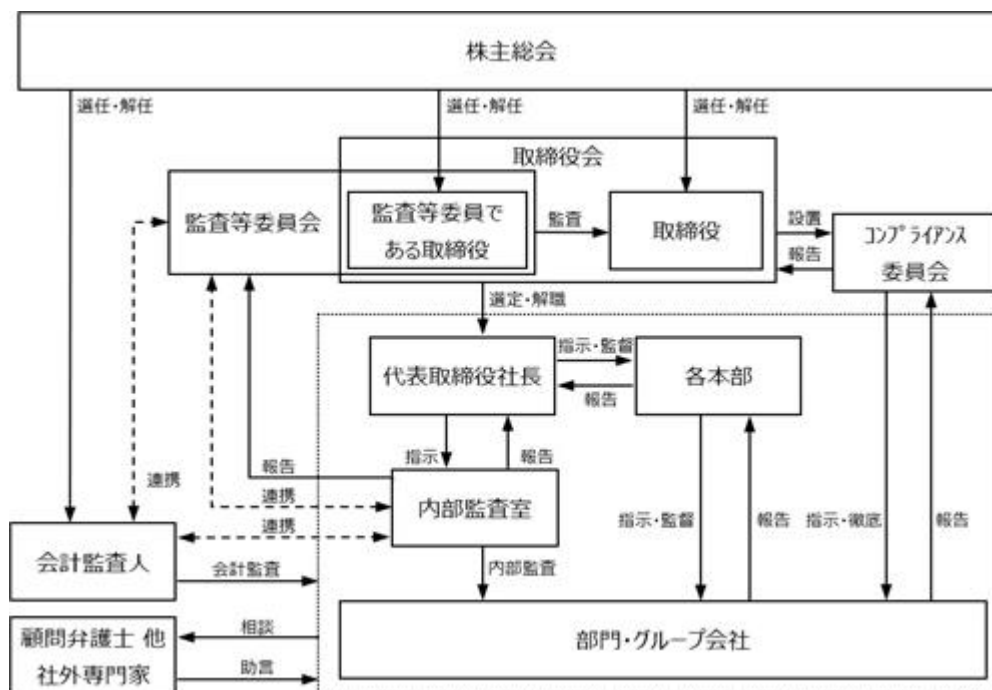 株主総会
選任・解任
選任・解任
選任・解任
取締役会
監査等委員会
監査等委員で
ある取締役
監査
取締役
設置
報告
コンプライアンス
委員会
選定・解職
代表取締役社長
指示・監督
報告
各本部
指示
報告
報告
連携
連携
連携
内部監査室
会計監査人
会計監査
内部監査
指示・監督
報告
指示・徹底
報告
部門・グループ会社
顧問弁護士 他
社外専門家
相談
助言